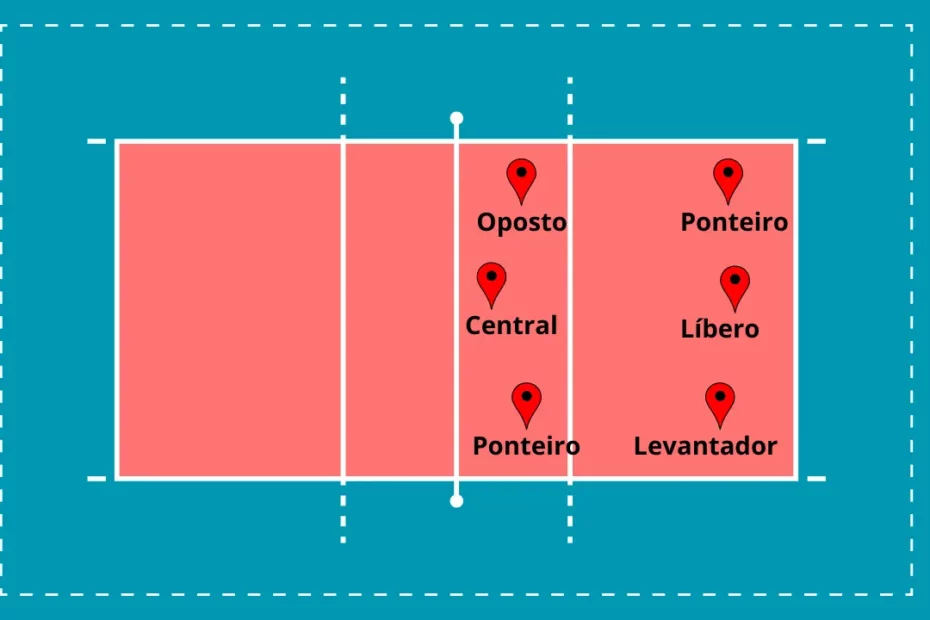 Oposto
Ponteiro
Central
Líbero
Ponteiro
Levantador